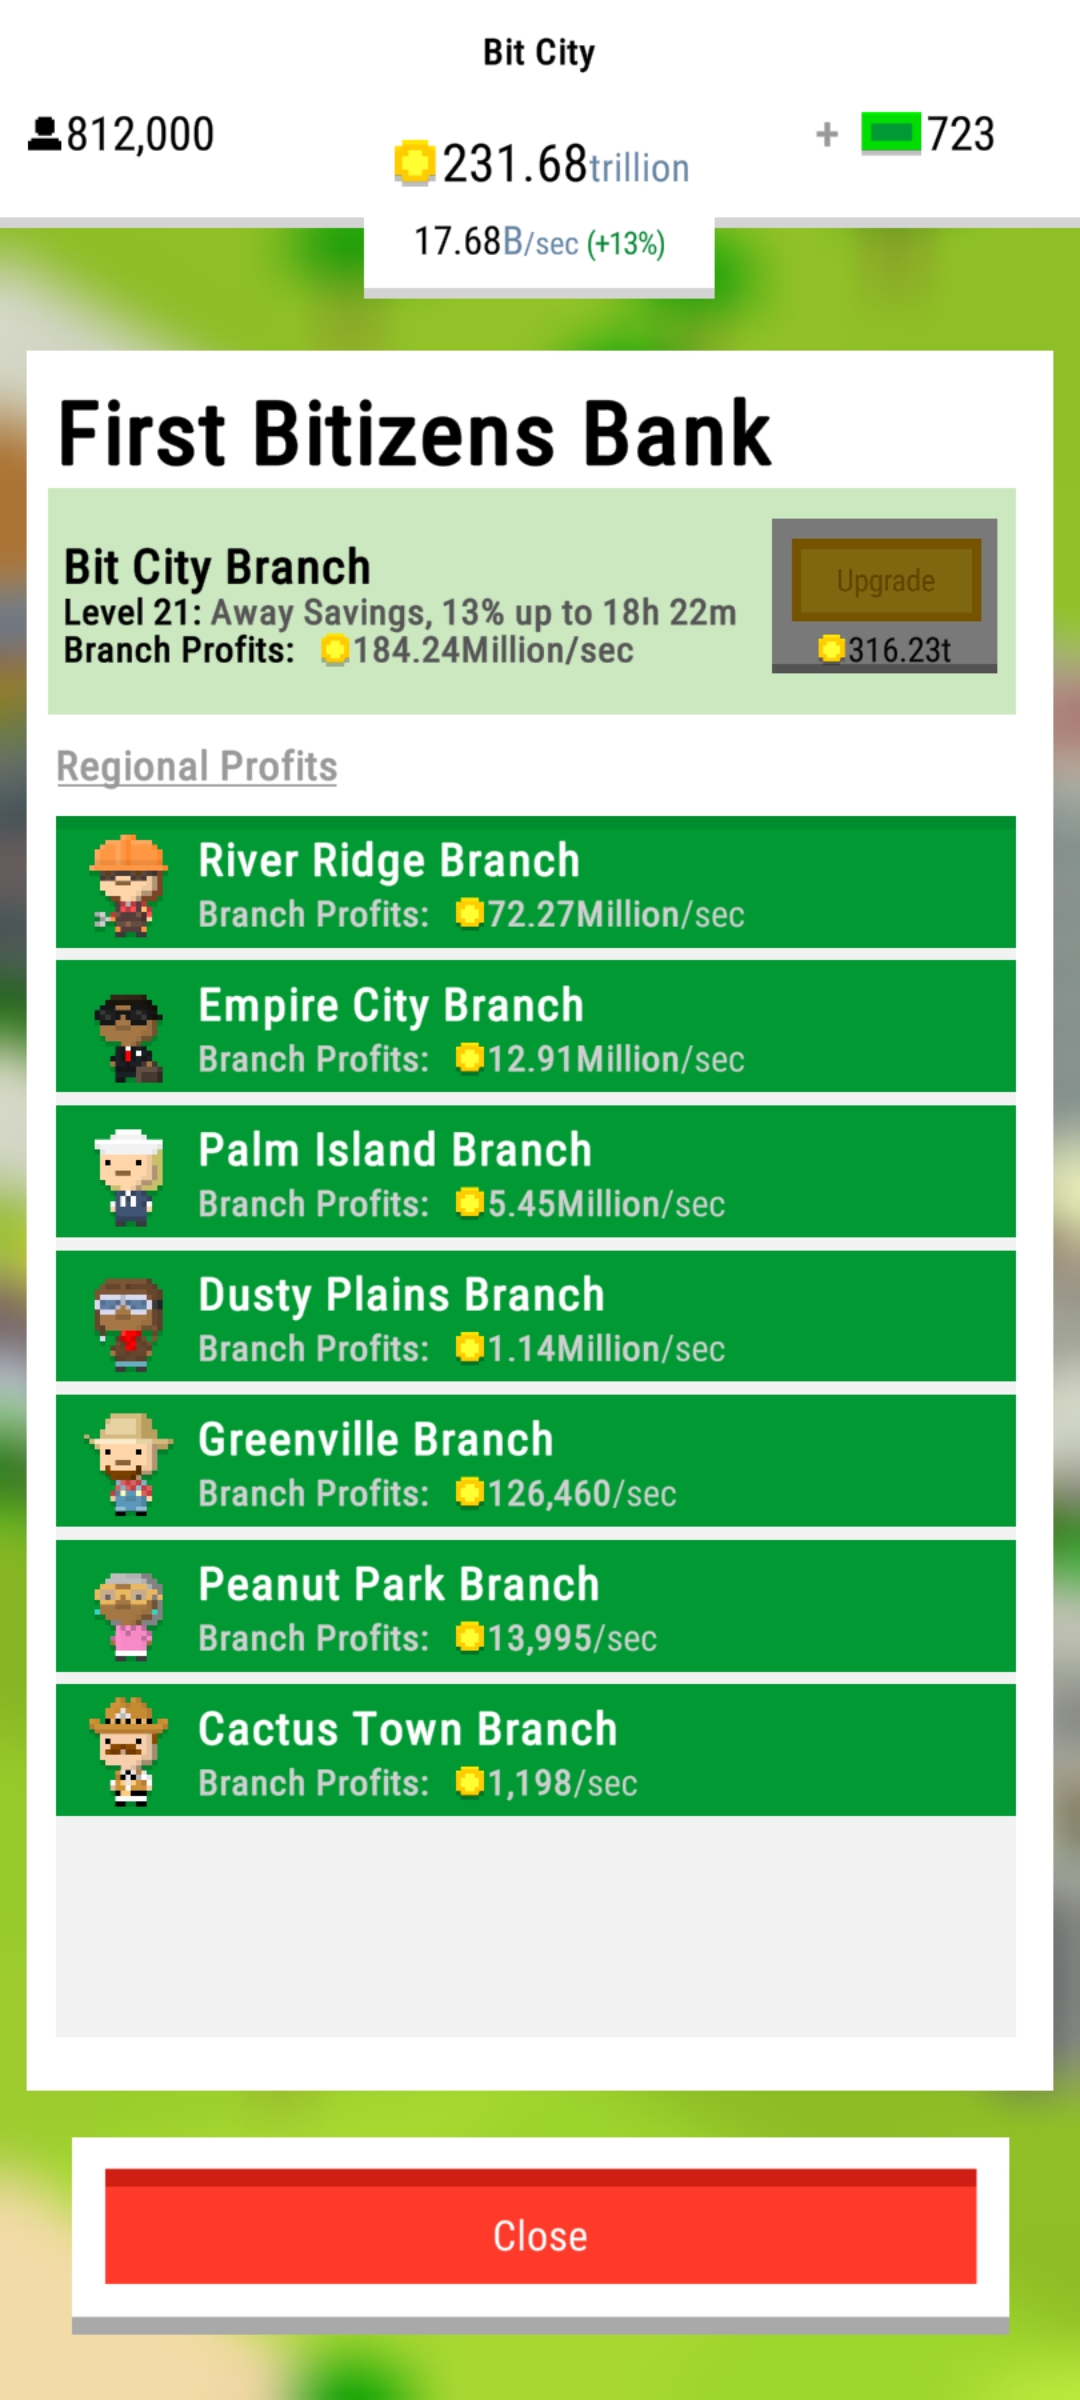 Bit City
812,000
231.68trillion
+ 723
17.68B/sec (+13%)
First Bitizens Bank
Bit City Branch
Level 21: Away Savings, 13% up to 18h 22m
Branch Profits: 184.24Million/sec
Upgrade
316.23t
Regional Profits
River Ridge Branch
Branch Profits: 72.27Million/sec
Empire City Branch
Branch Profits: 12.91Million/sec
Palm Island Branch
Branch Profits: 5.45Million/sec
Dusty Plains Branch
Branch Profits: 1.14Million/sec
Greenville Branch
Branch Profits: 126,460/sec
Peanut Park Branch
Branch Profits: 13,995/sec
Cactus Town Branch
Branch Profits: 1,198/sec
Close